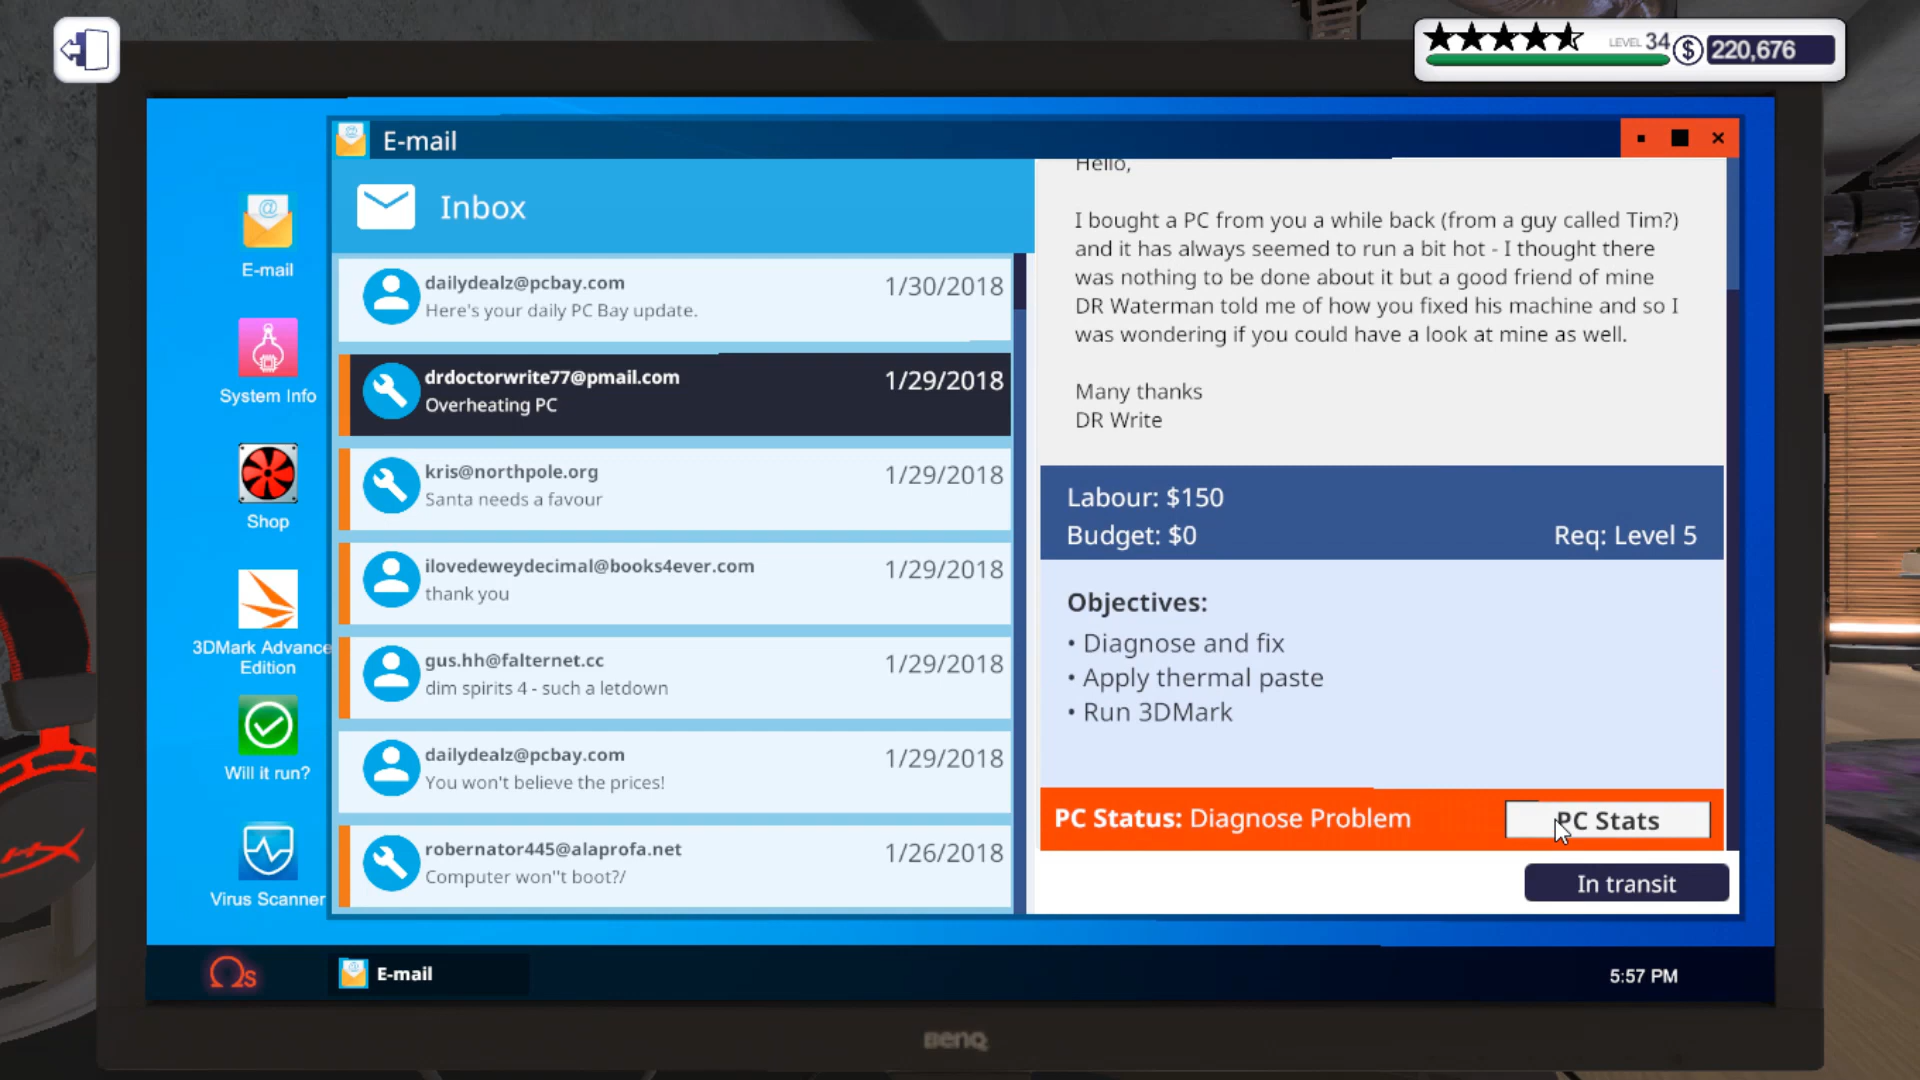 LEVEL 34
$ 220,676
E-mail
Inbox
E-mail
System Info
Shop
3DMark Advance
Edition
Will it run?
Virus Scanner
dailydealz@pcbay.com
1/30/2018
Here's your daily PC Bay update.
drdoctorwrite77@pmail.com
1/29/2018
Overheating PC
kris@northpole.org
1/29/2018
Santa needs a favour
ilovedeweydecimal@books4ever.com
1/29/2018
thank you
gus.hh@falternet.cc
1/29/2018
dim spirits 4 - such a letdown
dailydealz@pcbay.com
1/29/2018
You won't believe the prices!
robernator445@alaprofa.net
1/26/2018
Computer won''t boot?/
Hello,
I bought a PC from you a while back (from a guy called Tim?)
and it has always seemed to run a bit hot - I thought there
was nothing to be done about it but a good friend of mine
DR Waterman told me of how you fixed his machine and so I
was wondering if you could have a look at mine as well.
Many thanks
DR Write
Labour: $150
Budget: $0
Req: Level 5
Objectives:
• Diagnose and fix
• Apply thermal paste
• Run 3DMark
PC Status: Diagnose Problem
PC Stats
In transit
Ωs
E-mail
5:57 PM
BenQ